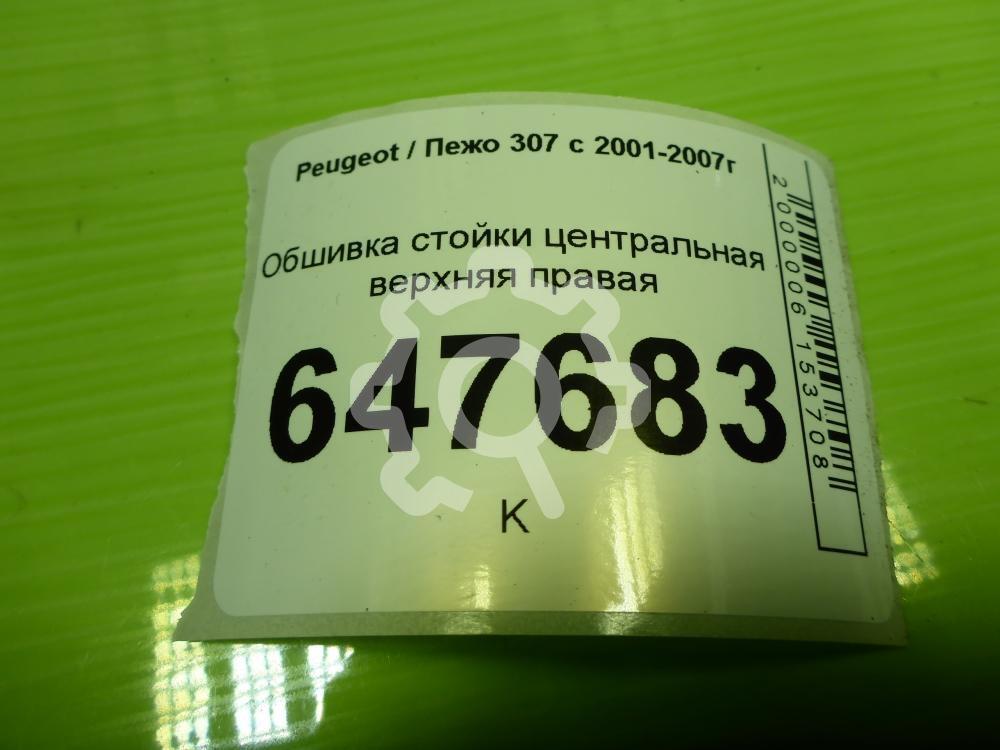 Peugeot / Пежо 307 с 2001-2007г
Обшивка стойки центральная
верхняя правая
647683
К
2000006153708